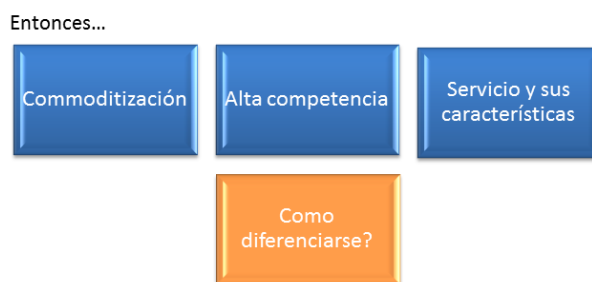 Entonces...
Commoditización
Alta competencia
Servicio y sus
características
Como
diferenciarse?